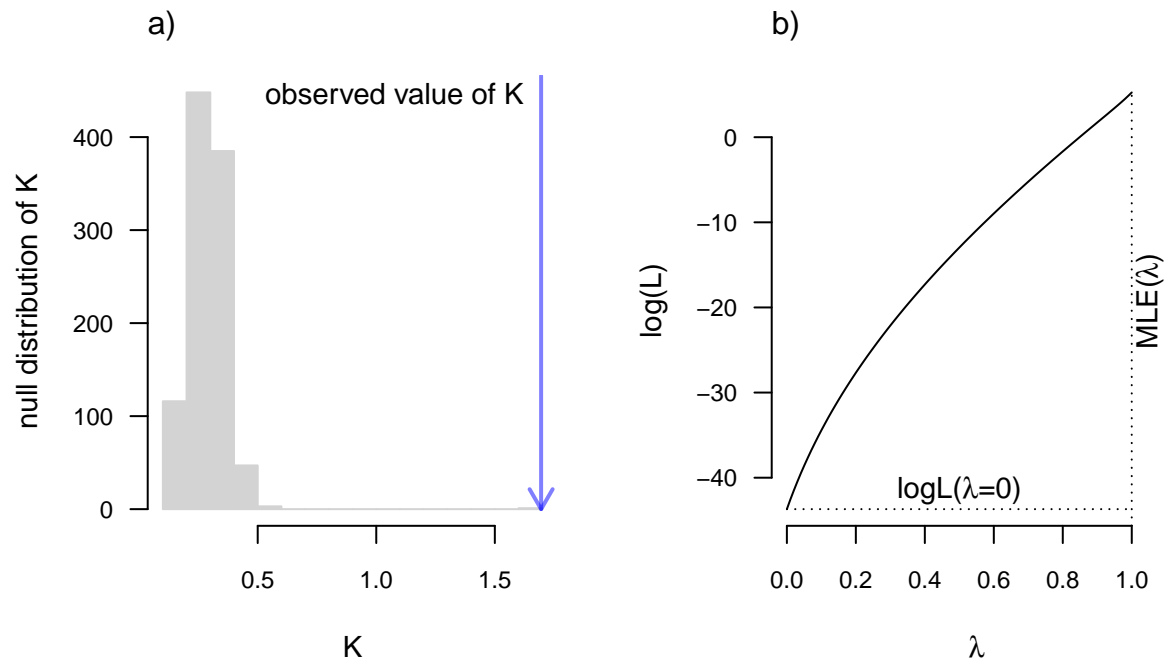 a)
observed value of K
null distribution of K
400
300
200
100
0
0.5 1.0 1.5
K
b)
log(L)
0
−10
−20
−30
−40
logL(λ=0)
MLE(λ)
0.0 0.2 0.4 0.6 0.8 1.0
λ